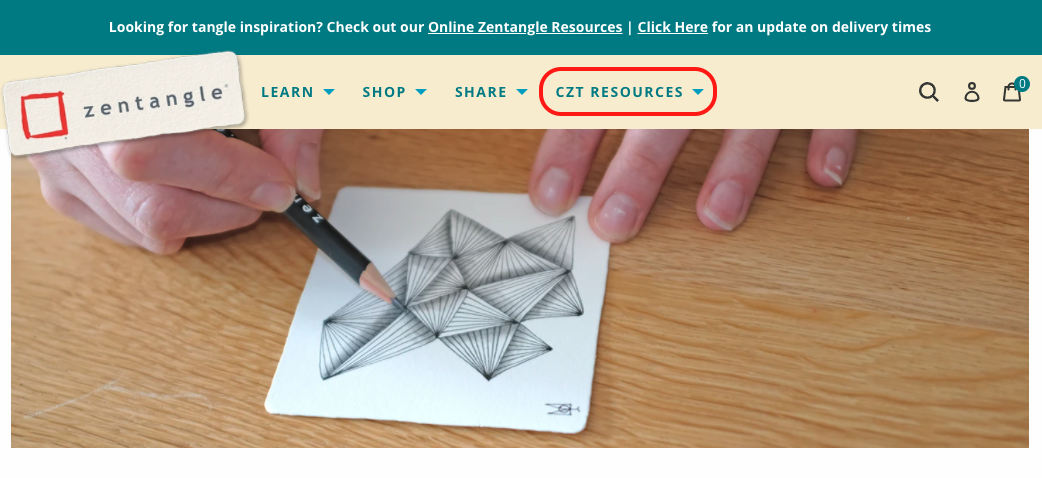 Looking for tangle inspiration? Check out our Online Zentangle Resources | Click Here for an update on delivery times
zentangle®
LEARN SHOP SHARE CZT RESOURCES
0